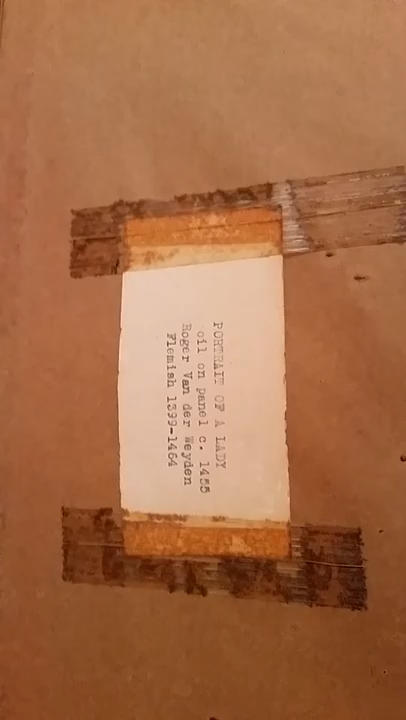 PORTRAIT OF A LADY
oil on panel c. 1455
Roger Van der Weyden
Flemish 1399-1464